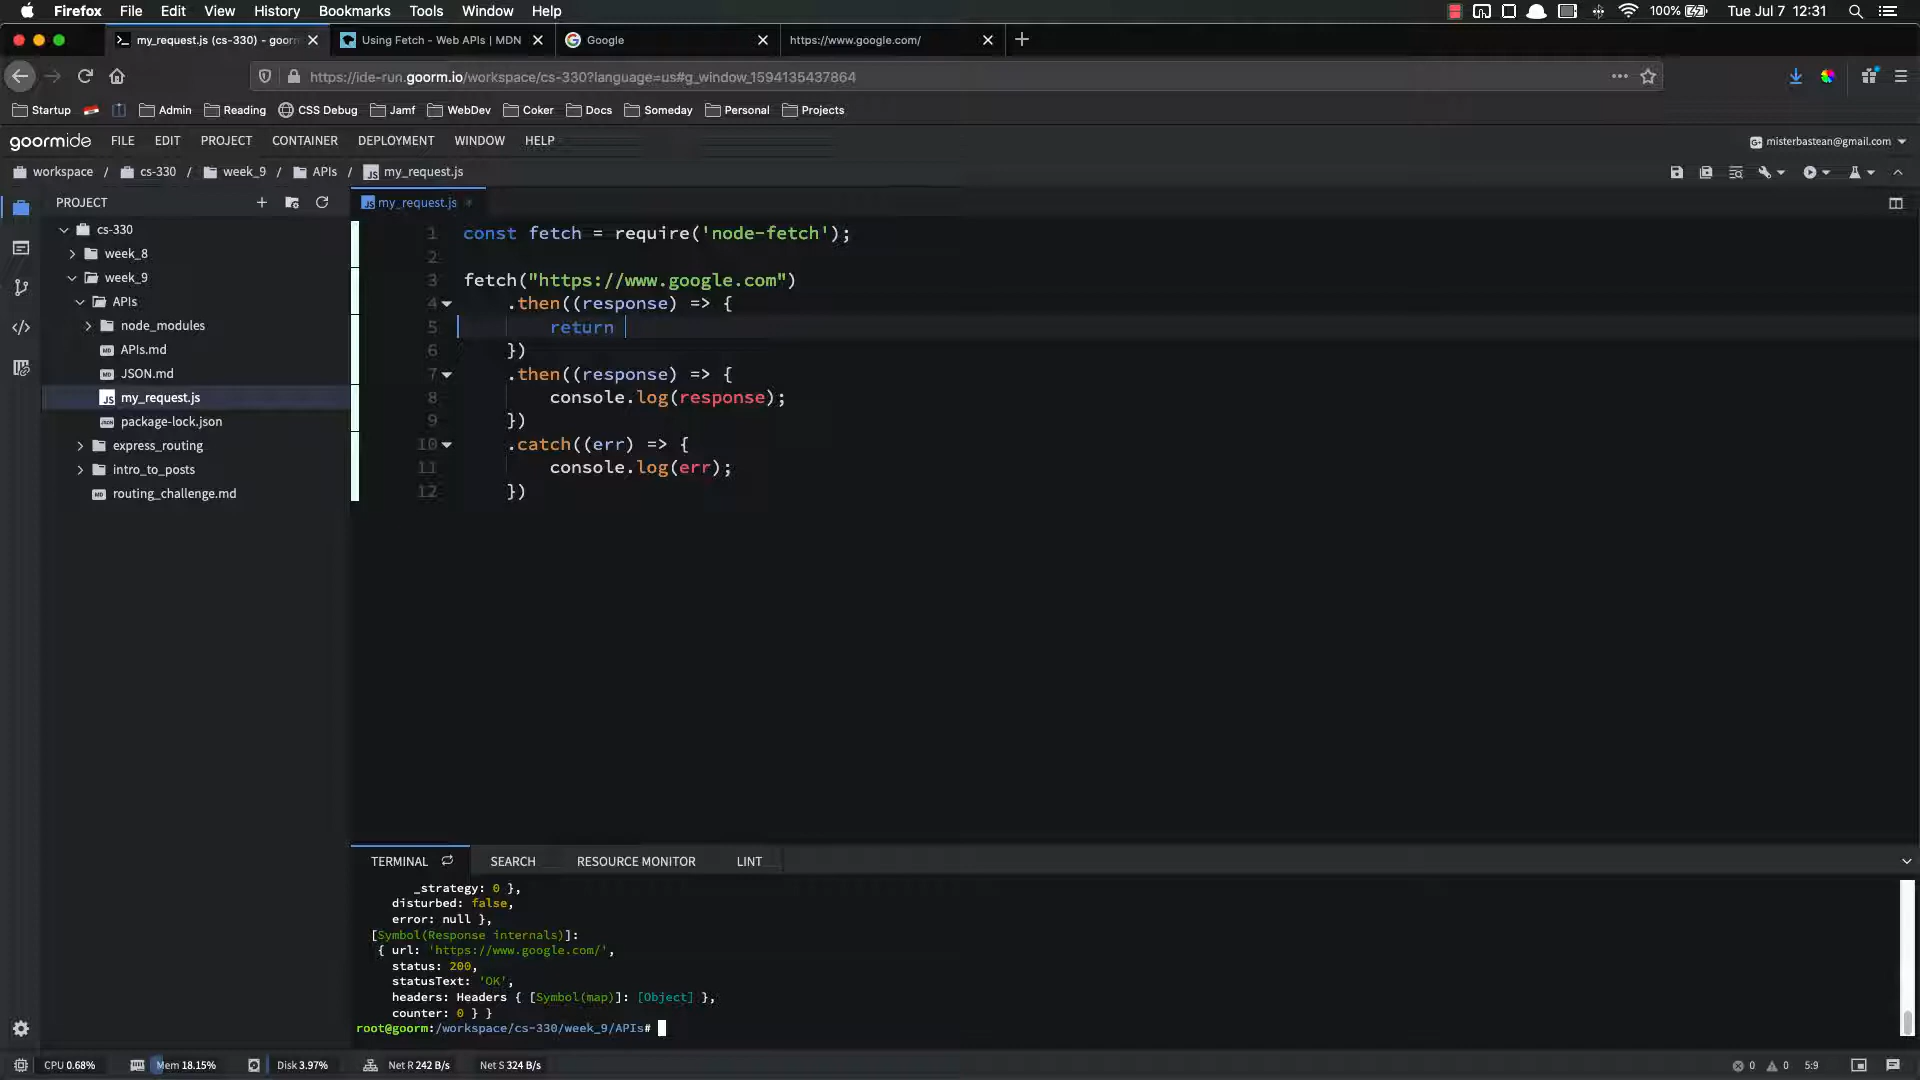 Firefox File Edit View History Bookmarks Tools Window Help 100% Tue Jul 7 12:31
my_request.js (cs-330) - goorm Using Fetch - Web APIs | MDN Google https://www.google.com/
https://ide-run.goorm.io/workspace/cs-330?language=us#g_window_1594135437864
Startup Admin Reading CSS Debug Jamf WebDev Coker Docs Someday Personal Projects
goormide FILE EDIT PROJECT CONTAINER DEPLOYMENT WINDOW HELP misterbastean@gmail.com
workspace / cs-330 / week_9 / APIs / my_request.js
PROJECT
cs-330
week_8
week_9
APIs
node_modules
APIs.md
JSON.md
my_request.js
package-lock.json
express_routing
intro_to_posts
routing_challenge.md
my_request.js
1 const fetch = require('node-fetch');
2
3 fetch("https://www.google.com")
4 .then((response) => {
5 return
6 })
7 .then((response) => {
8 console.log(response);
9 })
10 .catch((err) => {
11 console.log(err);
12 })
TERMINAL SEARCH RESOURCE MONITOR LINT
_strategy: 0 },
disturbed: false,
error: null },
[Symbol(Response internals)]:
{ url: 'https://www.google.com/',
status: 200,
statusText: 'OK',
headers: Headers { [Symbol(map)]: [Object] },
counter: 0 } }
root@goorm:/workspace/cs-330/week_9/APIs#
CPU 0.68% Mem 18.15% Disk 3.97% Net R 242 B/s Net S 324 B/s 0 0 5:9